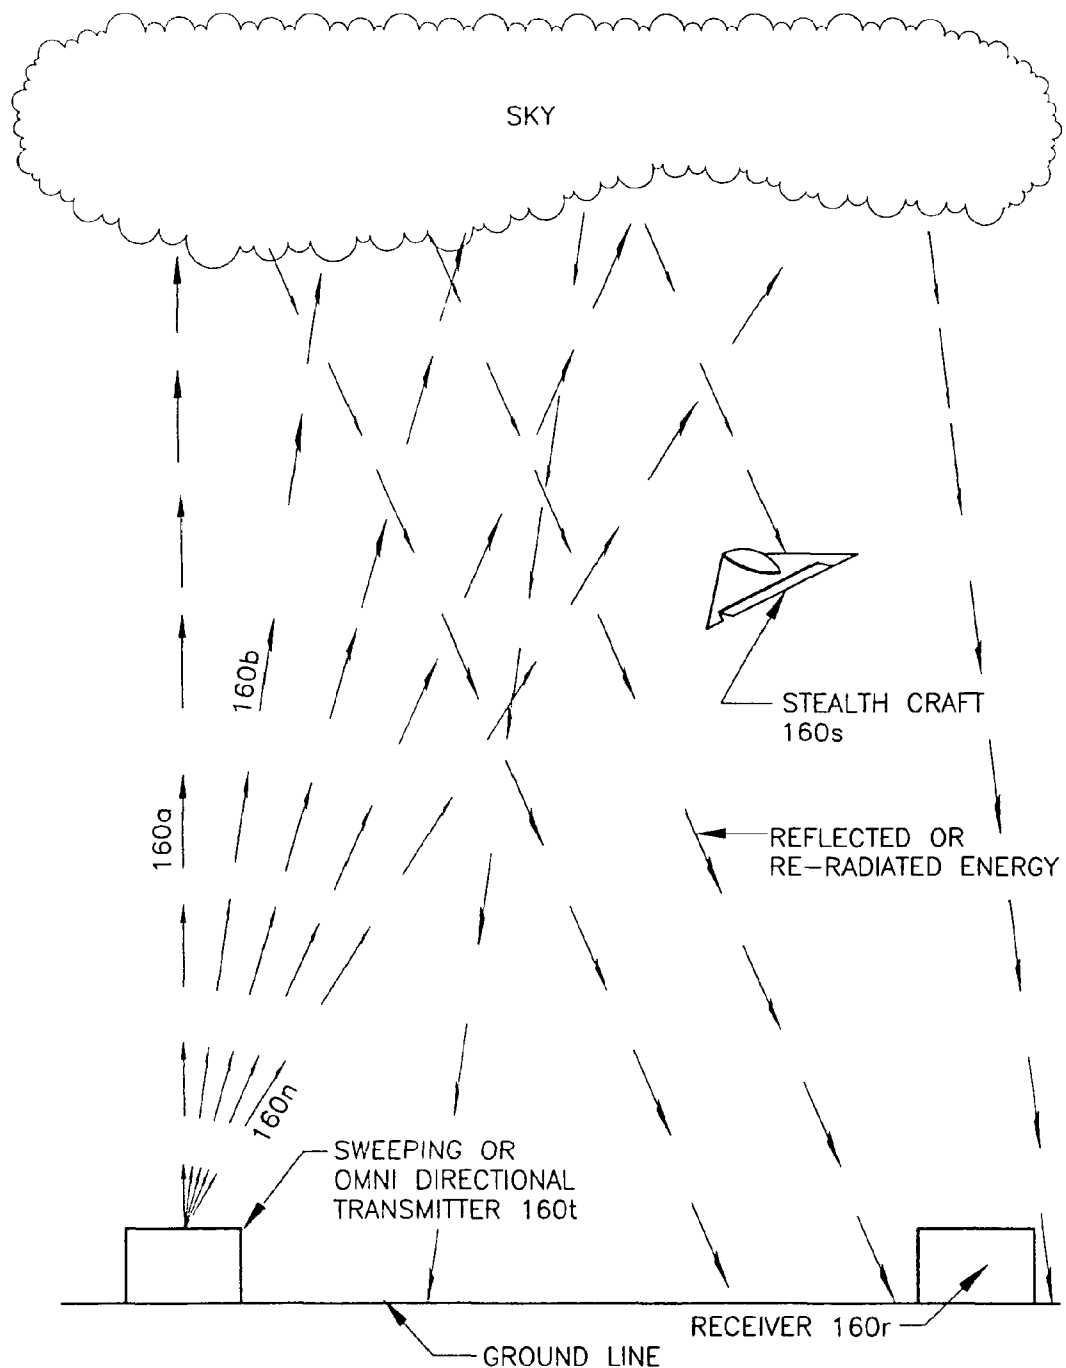 SKY
160b
STEALTH CRAFT
160s
160a
REFLECTED OR
RE-RADIATED ENERGY
160n
SWEEPING OR
OMNI DIRECTIONAL
TRANSMITTER 160t
RECEIVER 160r
GROUND LINE